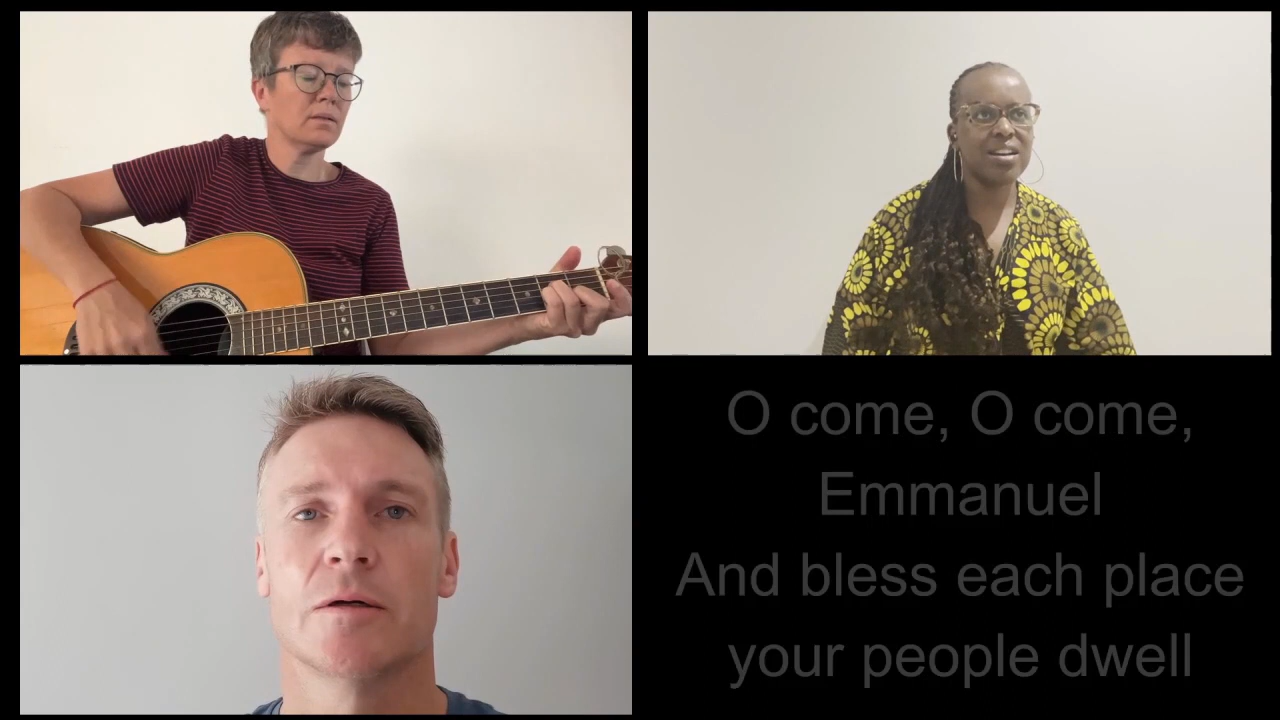 O come, O come,
Emmanuel
And bless each place
your people dwell